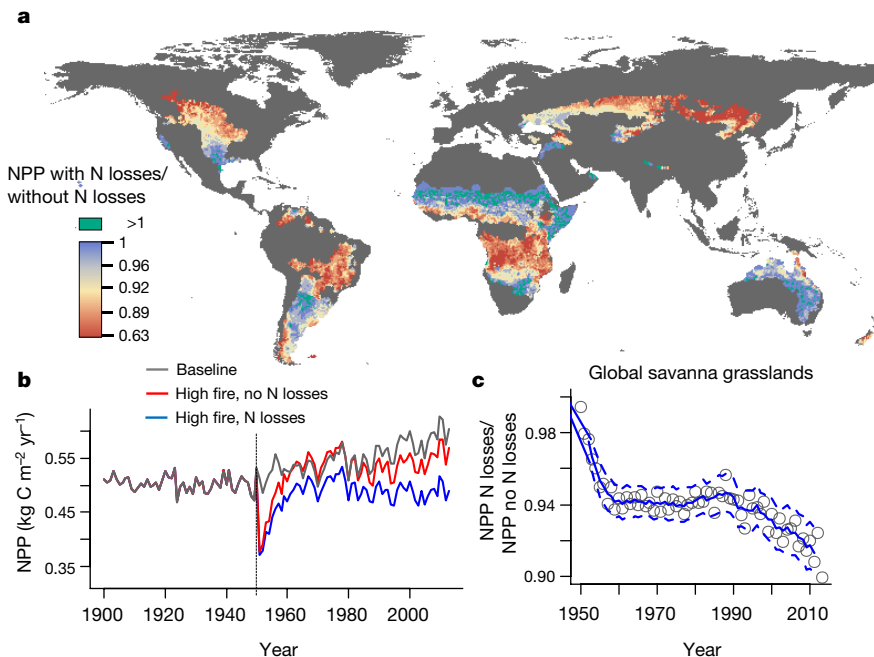 a
NPP with N losses/
without N losses
>1
1
0.96
0.92
0.89
0.63
b
Baseline
High fire, no N losses
High fire, N losses
NPP (kg C m⁻² yr⁻¹)
0.55
0.45
0.35
1900 1920 1940 1960 1980 2000
Year
c
Global savanna grasslands
NPP N losses/
NPP no N losses
0.98
0.94
0.90
1950 1970 1990 2010
Year